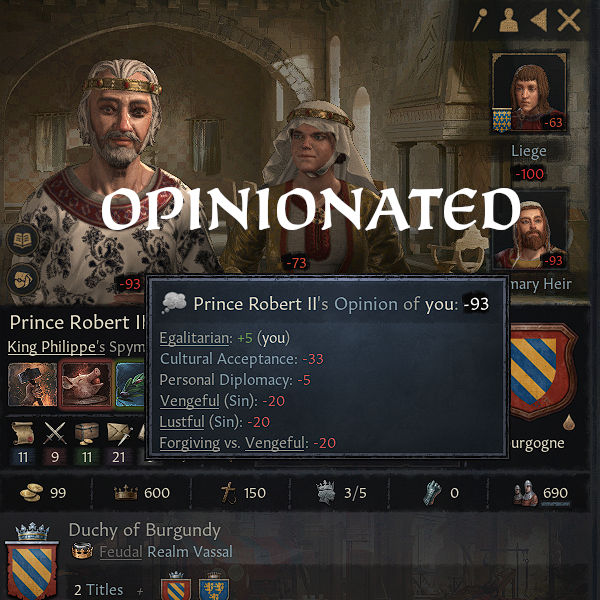 -63
Liege
-100
OPINIONATED
-73
-93
-93
mary Heir
Prince Robert II's Opinion of you: -93
Prince Robert II
King Philippe's Spym
Egalitarian: +5 (you)
Cultural Acceptance: -33
Personal Diplomacy: -5
Vengeful (Sin): -20
Lustful (Sin): -20
Forgiving vs. Vengeful: -20
urgogne
11 9 11 21
99 600 150 3/5 0 690
Duchy of Burgundy
Feudal Realm Vassal
2 Titles +